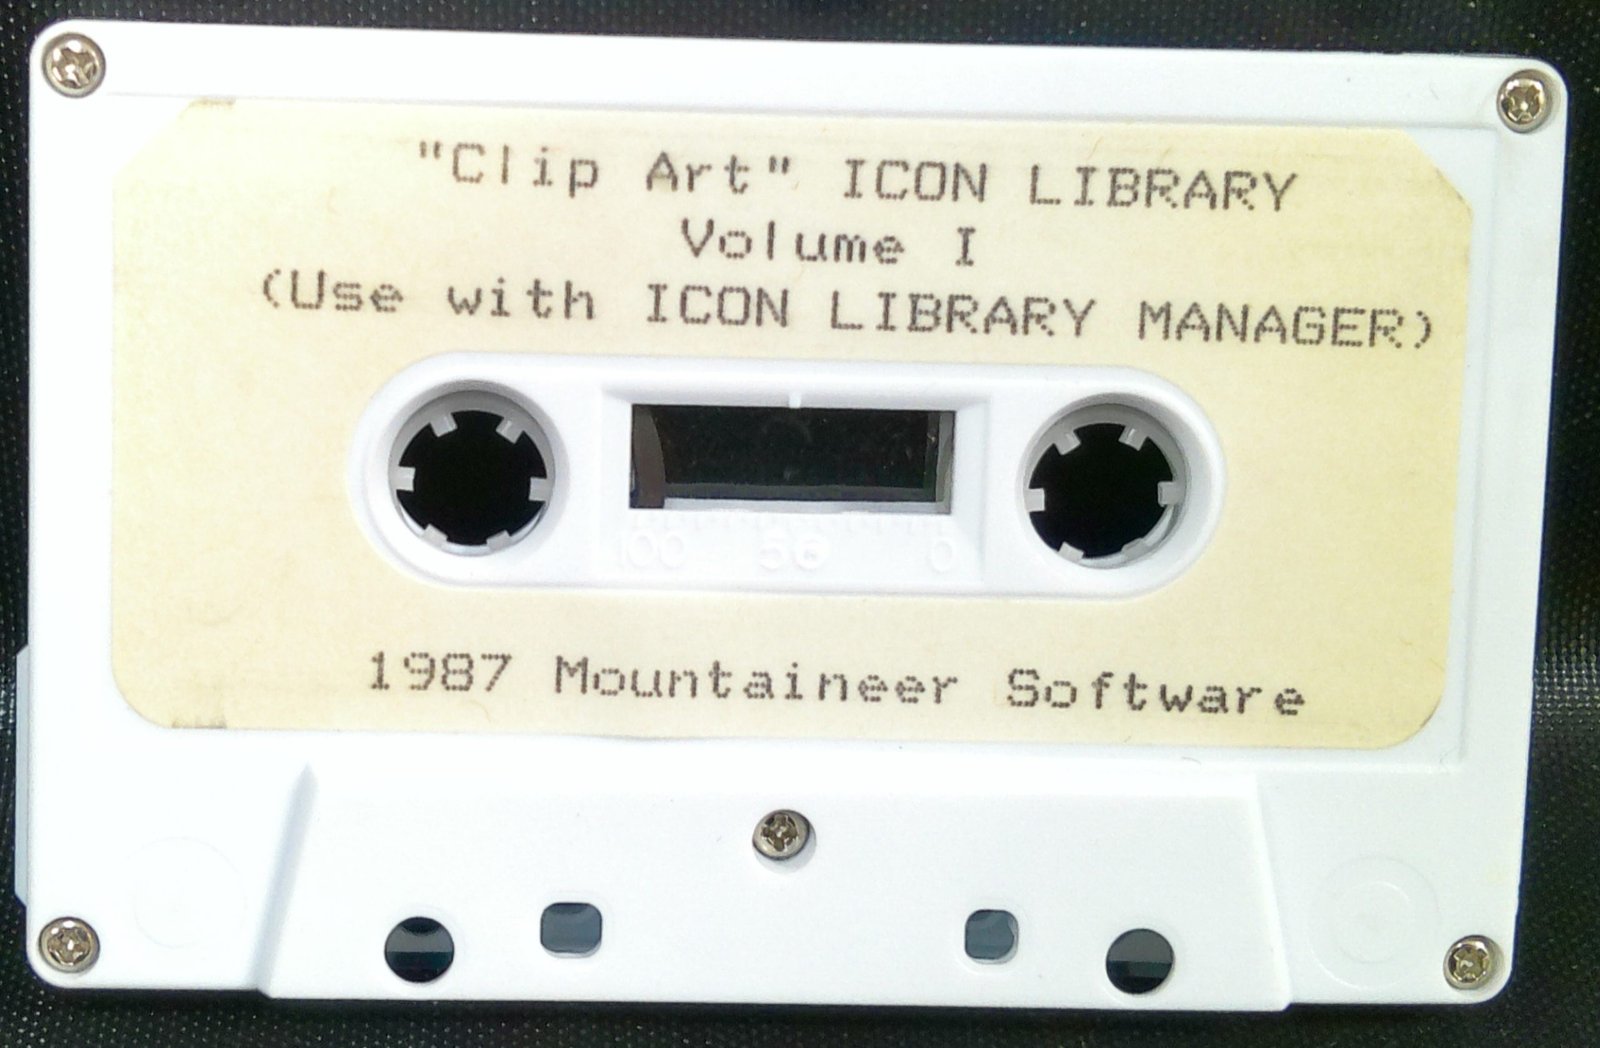 "Clip Art" ICON LIBRARY
Volume I
(Use with ICON LIBRARY MANAGER)
100 50 0
1987 Mountaineer Software